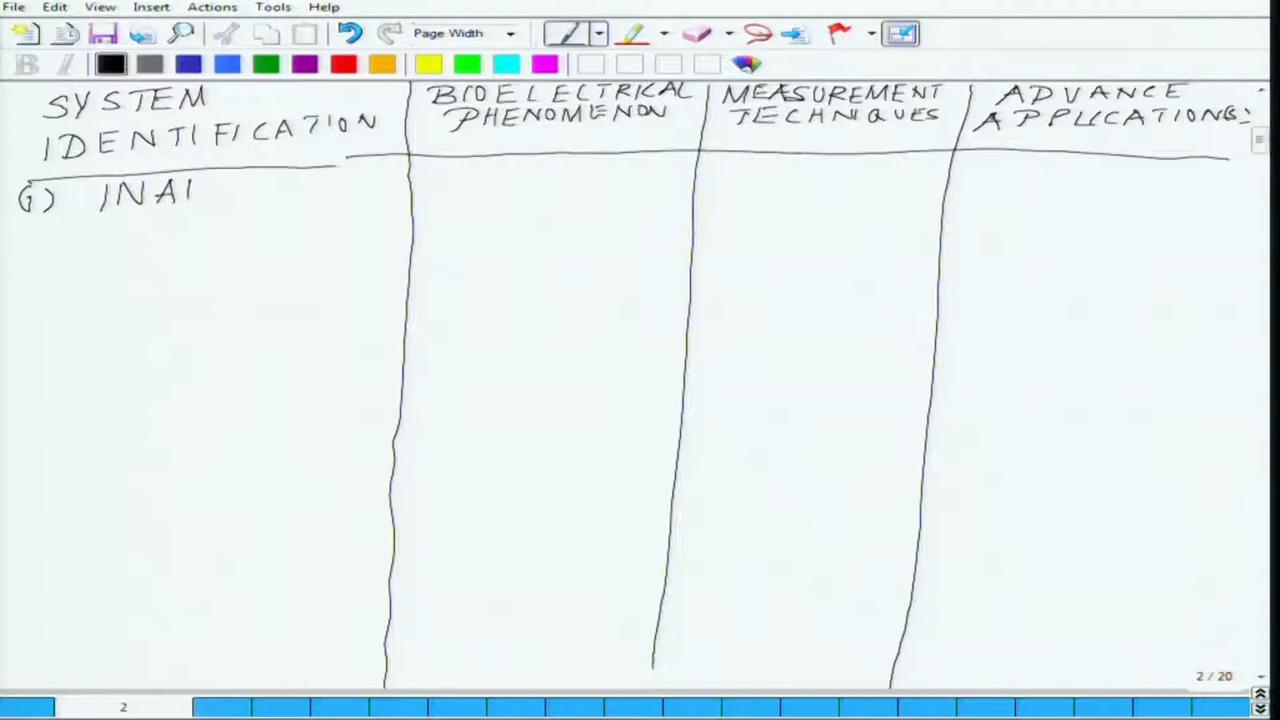 File Edit View Insert Actions Tools Help
Page Width
B I
SYSTEM IDENTIFICATION
BIOELECTRICAL PHENOMENON
MEASUREMENT TECHNIQUES
ADVANCE APPLICATIONS:
(1) INAI
2 / 20
2